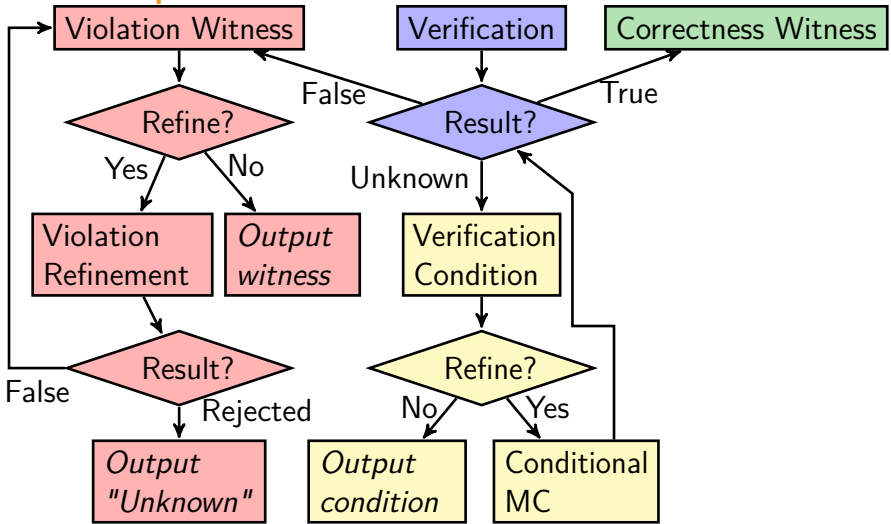 Violation Witness
Verification
Correctness Witness
False
True
Refine?
Result?
Yes
No
Unknown
Violation
Refinement
Output
witness
Verification
Condition
Result?
Refine?
False
Rejected
No
Yes
Output
"Unknown"
Output
condition
Conditional
MC